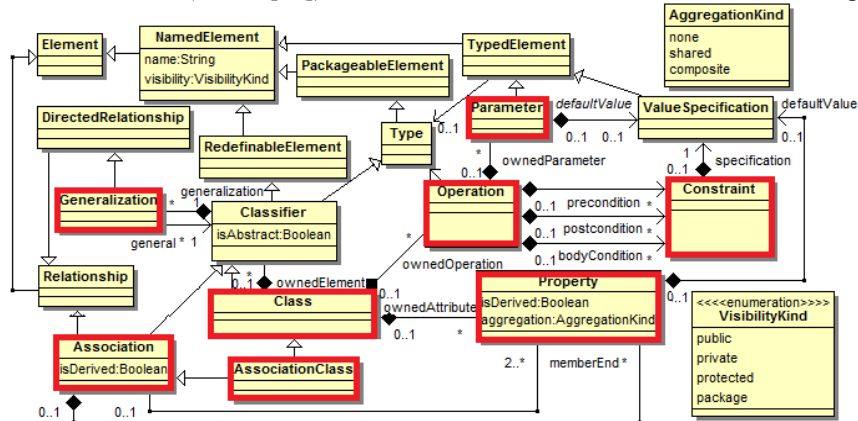 AggregationKind
none
shared
composite
Element
NamedElement
name:String
visibility:VisibilityKind
TypedElement
PackageableElement
DirectedRelationship
Parameter
defaultValue
ValueSpecification
defaultValue
0..1
0..1
0..1
0..1
Type
RedefinableElement
*
ownedParameter
0..1
1
specification
0..1
generalization
Generalization
*
1
Classifier
isAbstract:Boolean
general * 1
Operation
0..1
precondition
*
0..1
postcondition
*
0..1
bodyCondition
*
Constraint
*
ownedOperation
Relationship
*
0..1
ownedElement
0..1
Class
ownedAttribute
0..1
*
Property
isDerived:Boolean
aggregation:AggregationKind
0..1
<<<<enumeration>>>>
VisibilityKind
public
private
protected
package
Association
isDerived:Boolean
AssociationClass
2..*
memberEnd *
0..1
0..1